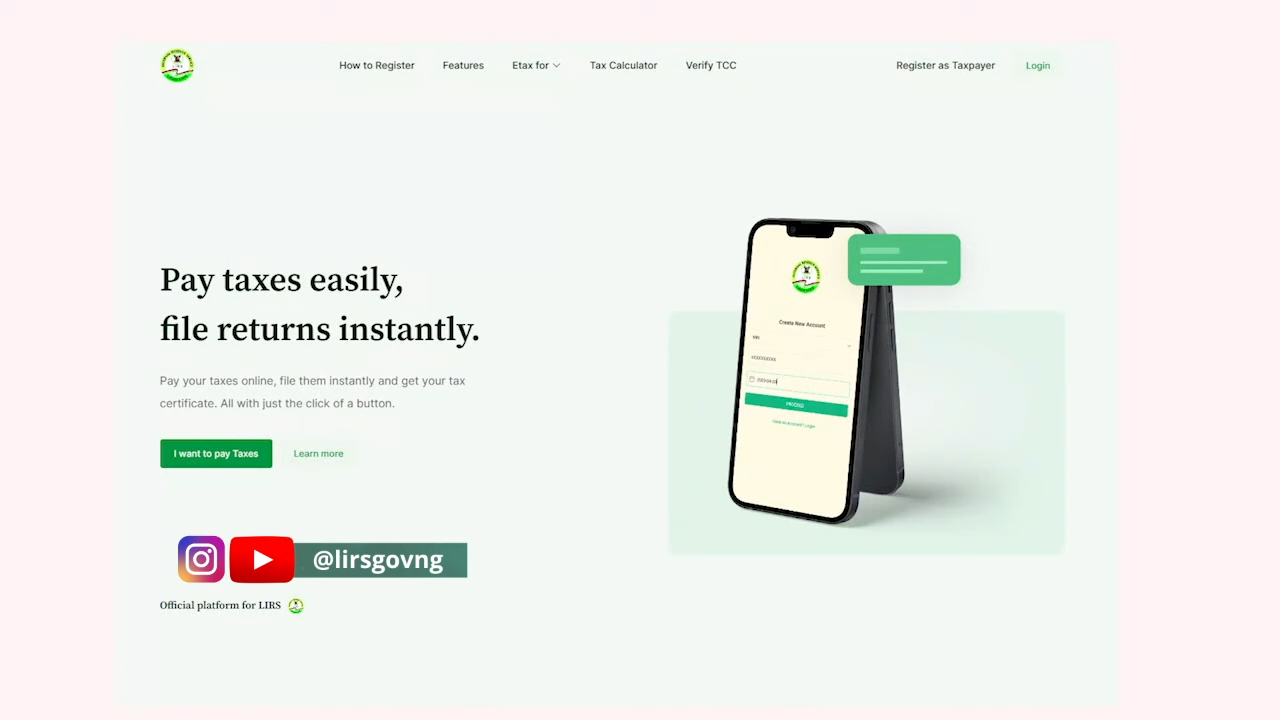 How to Register
Features
Etax for
Tax Calculator
Verify TCC
Register as Taxpayer
Login
Pay taxes easily,
file returns instantly.
Pay your taxes online, file them instantly and get your tax
certificate. All with just the click of a button.
I want to pay Taxes
Learn more
@lirsgovng
Official platform for LIRS
Create New Account
PROCEED